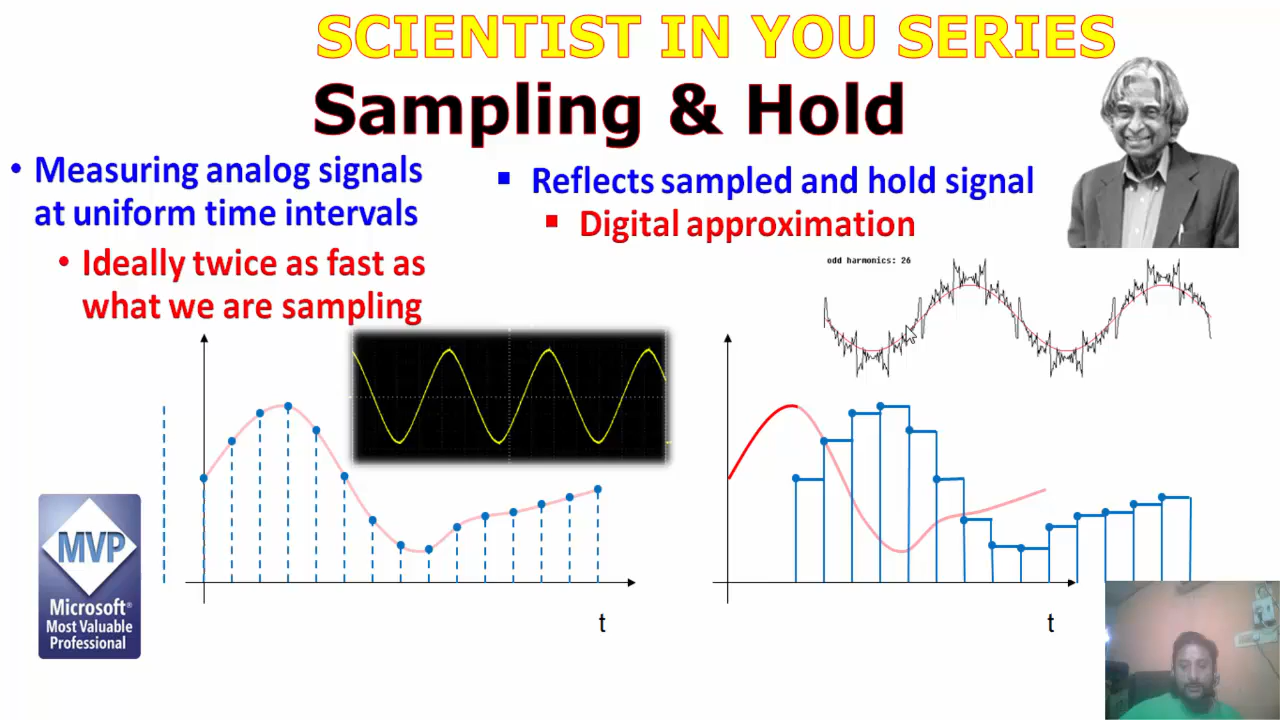 SCIENTIST IN YOU SERIES
Sampling & Hold
• Measuring analog signals
at uniform time intervals
• Ideally twice as fast as
what we are sampling
▪ Reflects sampled and hold signal
▪ Digital approximation
odd harmonics: 26
t
t
MVP
Microsoft®
Most Valuable
Professional